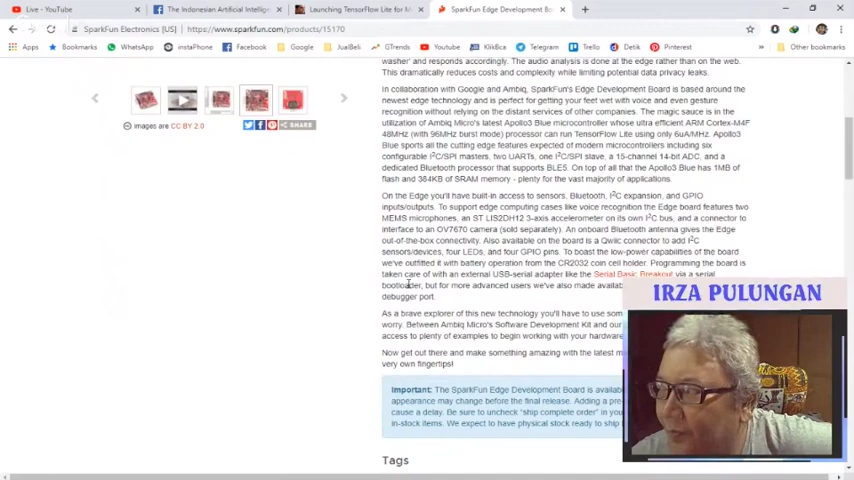 Live - YouTube
The Indonesian Artificial Intellige
Launching TensorFlow Lite for M
SparkFun Edge Development Bo
SparkFun Electronics [US]
https://www.sparkfun.com/products/15170
Apps
Bookmarks
WhatsApp
instaPhone
Facebook
Google
JualBeli
GTrends
YouTube
KlikBca
Telegram
Trello
Pinterest
Other bookmarks
washer' and responds accordingly. The audio analysis is done at the edge rather than on the web.
This dramatically reduces costs and complexity while limiting potential data privacy leaks.
In collaboration with Google and Ambiq, SparkFun's Edge Development Board is based around the
newest edge technology and is perfect for getting your feet wet with voice and even gesture
recognition without relying on the distant services of other companies. The magic sauce is in the
utilization of Ambiq Micro's latest Apollo3 Blue microcontroller whose ultra efficient ARM Cortex-M4F
48MHz (with 96MHz burst mode) processor can run TensorFlow Lite using only 6uA/MHz. Apollo3
Blue sports all the cutting edge features expected of modern microcontrollers including six
configurable I²C/SPI masters, two UARTs, one I²C/SPI slave, a 15-channel 14-bit ADC, and a
dedicated Bluetooth processor that supports BLE5. On top of all that the Apollo3 Blue has 1MB of
flash and 384KB of SRAM memory - plenty for the vast majority of applications.
On the Edge you'll have built-in access to sensors, Bluetooth, I²C expansion, and GPIO
inputs/outputs. To support edge computing cases like voice recognition the Edge board features two
MEMS microphones, an ST LIS2DH12 3-axis accelerometer on its own I²C bus, and a connector to
interface to an OV7670 camera (sold separately). An onboard Bluetooth antenna gives the Edge
out-of-the-box connectivity. Also available on the board is a Qwiic connector to add I²C
sensors/devices, four LEDs, and four GPIO pins. To boast the low-power capabilities of the board
we've outfitted it with battery operation from the CR2032 coin cell holder. Programming the board is
taken care of with an external USB-serial adapter like the Serial Basic Breakout via a serial
bootloader, but for more advanced users we've also made availab
debugger port
As a brave explorer of this new technology you'll have to use som
worry. Between Ambiq Micro's Software Development Kit and our
access to plenty of examples to begin working with your hardware
Now get out there and make something amazing with the latest m
very own fingertips!
Important: The SparkFun Edge Development Board is availab
appearance may change before the final release. Adding a pre-
cause a delay. Be sure to uncheck "ship complete order" in you
in-stock items. We expect to have physical stock ready to ship
Tags
images are CC BY 2.0
SHARE
IRZA PULUNGAN